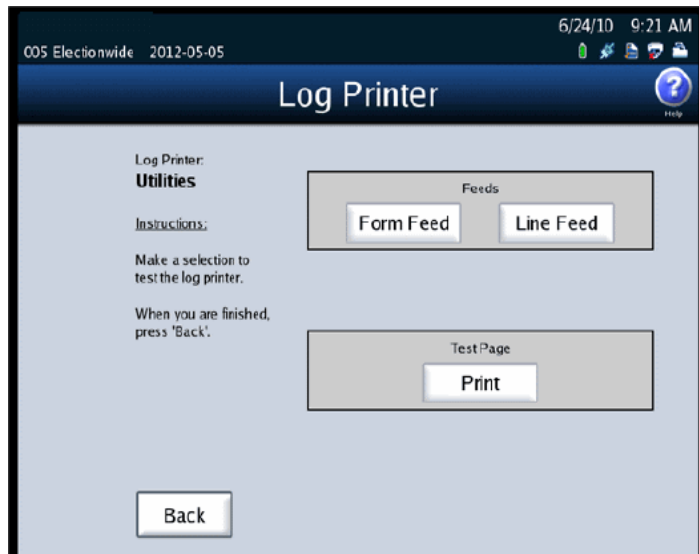 6/24/10 9:21 AM
005 Electionwide 2012-05-05
Log Printer
?
Help
Log Printer:
Utilities
Instructions:
Make a selection to
test the log printer.
When you are finished,
press 'Back'.
Feeds
Form Feed Line Feed
Test Page
Print
Back